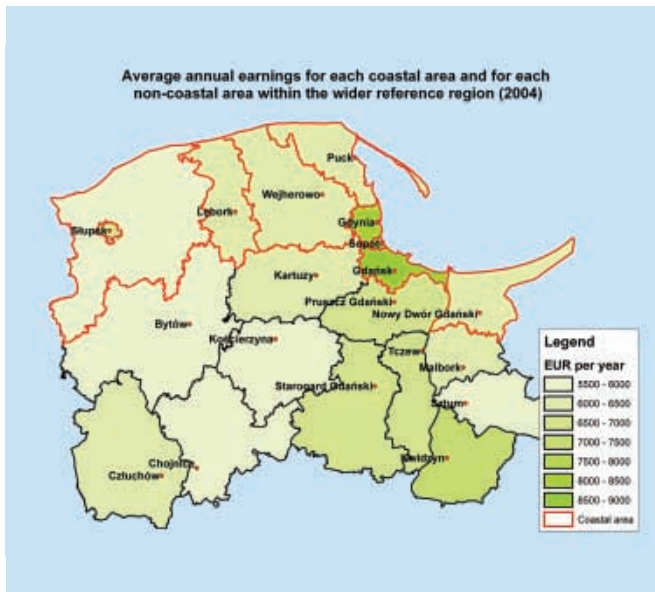 Average annual earnings for each coastal area and for each
non-coastal area within the wider reference region (2004)
Puck
Wejherowo
Lębork
Gdynia
Słupsk
Sopot
Gdańsk
Kartuzy
Pruszcz Gdański
Nowy Dwór Gdański
Bytów
Kościerzyna
Tczew
Malbork
Starogard Gdański
Sztum
Chojnice
Człuchów
Kwidzyn
Legend
EUR per year
5500 - 6000
6000 - 6500
6500 - 7000
7000 - 7500
7500 - 8000
8000 - 8500
8500 - 9000
Coastal area